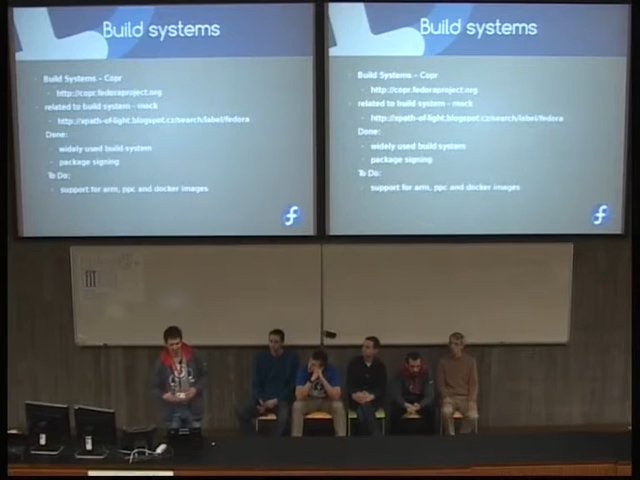 Build systems
Build Systems - Copr
http://copr.fedoraproject.org
related to build system - mock
http://xpath-of-light.blogspot.cz/search/label/fedora
Done:
widely used build system
package signing
To Do:
support for arm, ppc and docker images
Build systems
Build Systems - Copr
http://copr.fedoraproject.org
related to build system - mock
http://xpath-of-light.blogspot.cz/search/label/fedora
Done:
widely used build system
package signing
To Do:
support for arm, ppc and docker images